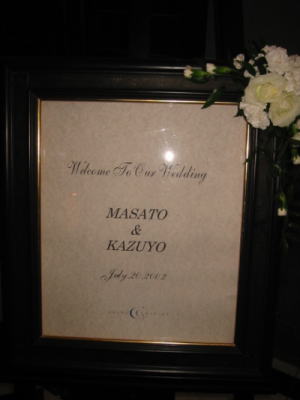 Welcome To Our Wedding
MASATO
&
KAZUYO
July.20.2002